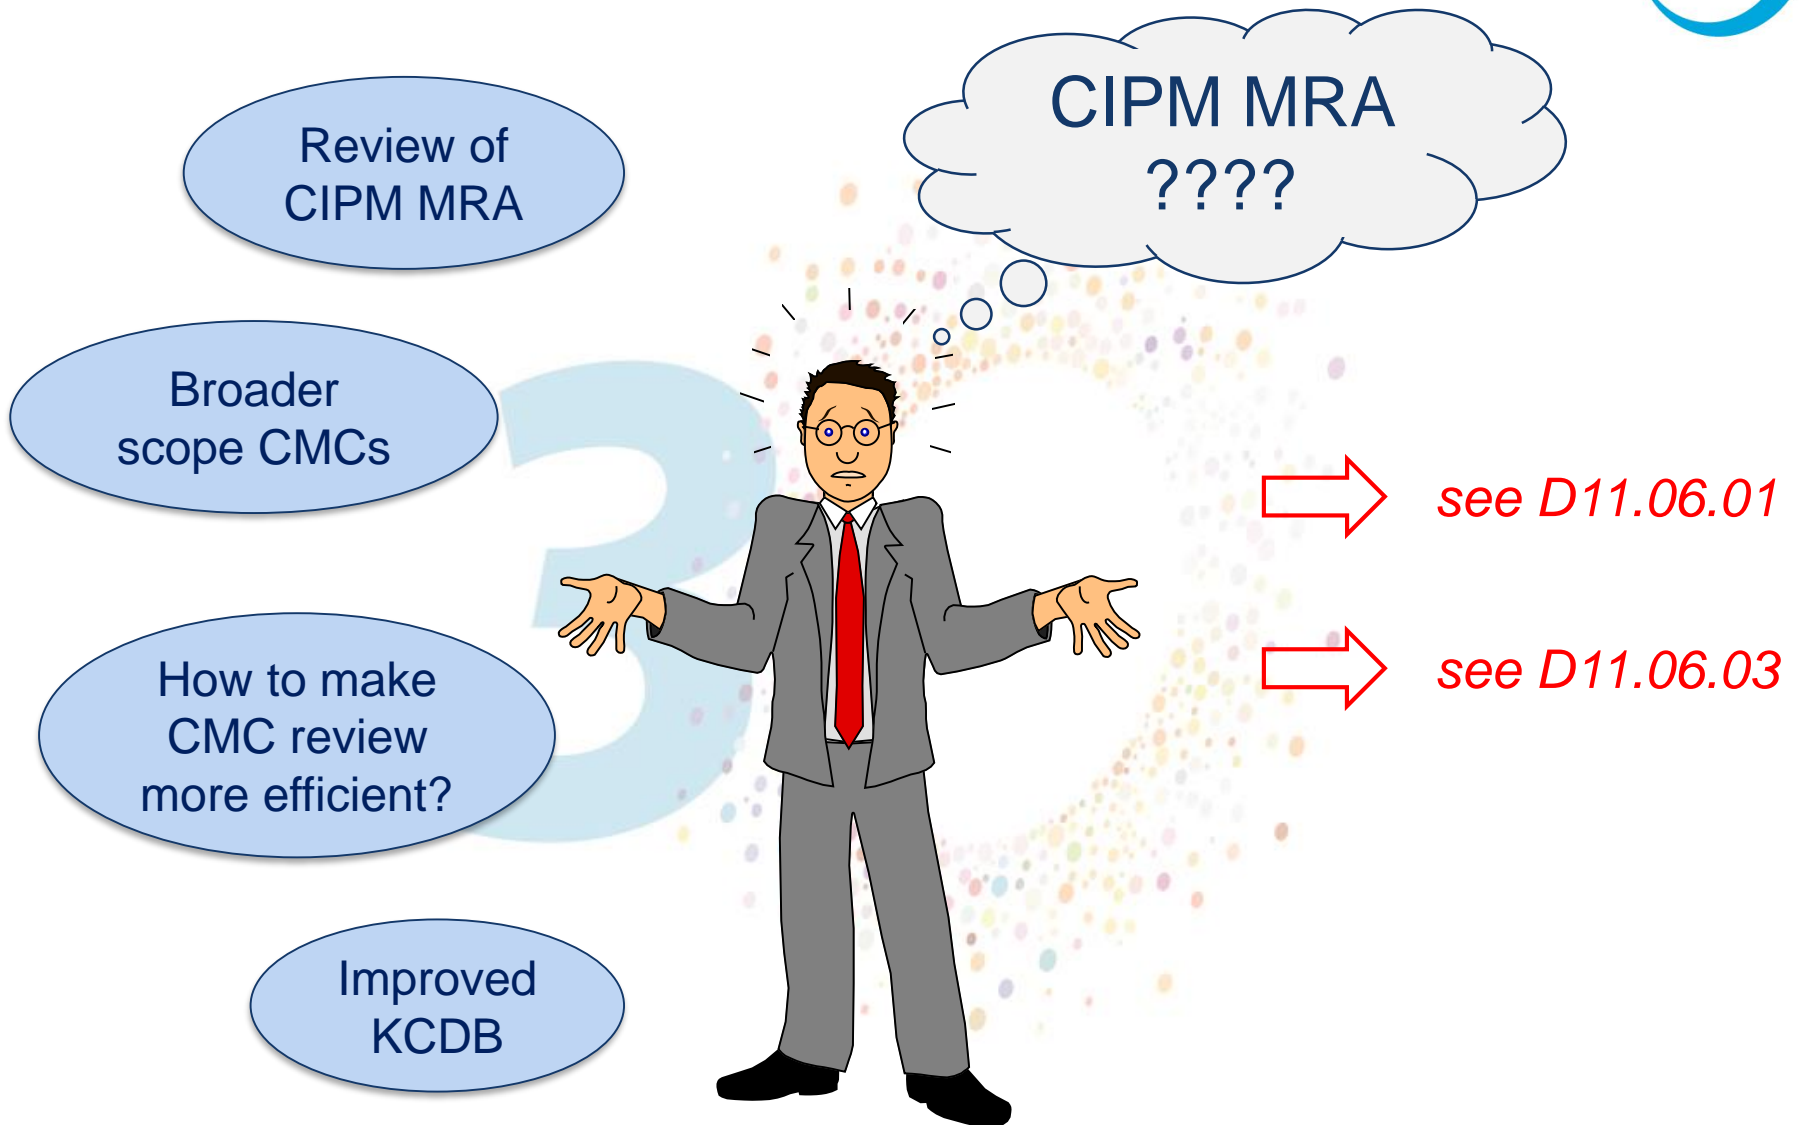 Review of
CIPM MRA
CIPM MRA
????
Broader
scope CMCs
see D11.06.01
How to make
CMC review
more efficient?
see D11.06.03
Improved
KCDB
30